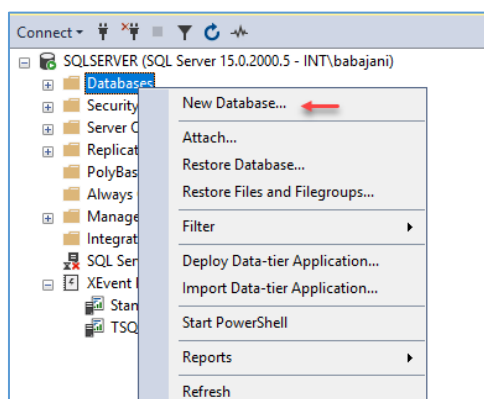 Connect
SQLSERVER (SQL Server 15.0.2000.5 - INT\babajani)
Databases
Security
Server O
Replicat
PolyBas
Always
Manage
Integrat
SQL Ser
XEvent
Stan
TSQ
New Database...
Attach...
Restore Database...
Restore Files and Filegroups...
Filter
Deploy Data-tier Application...
Import Data-tier Application...
Start PowerShell
Reports
Refresh